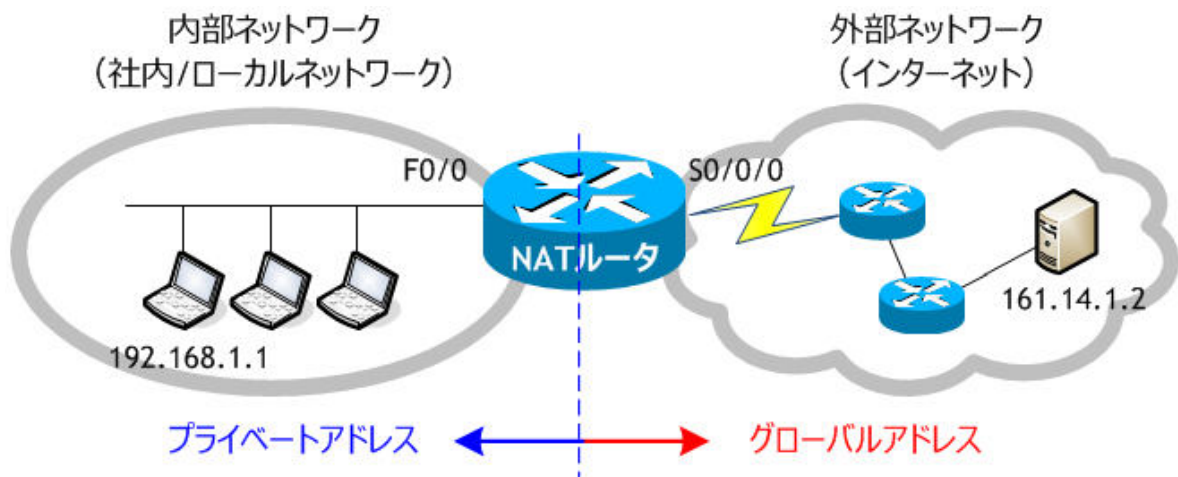 内部ネットワーク
（社内/ローカルネットワーク）
外部ネットワーク
（インターネット）
F0/0
S0/0/0
NATルータ
192.168.1.1
161.14.1.2
プライベートアドレス
グローバルアドレス